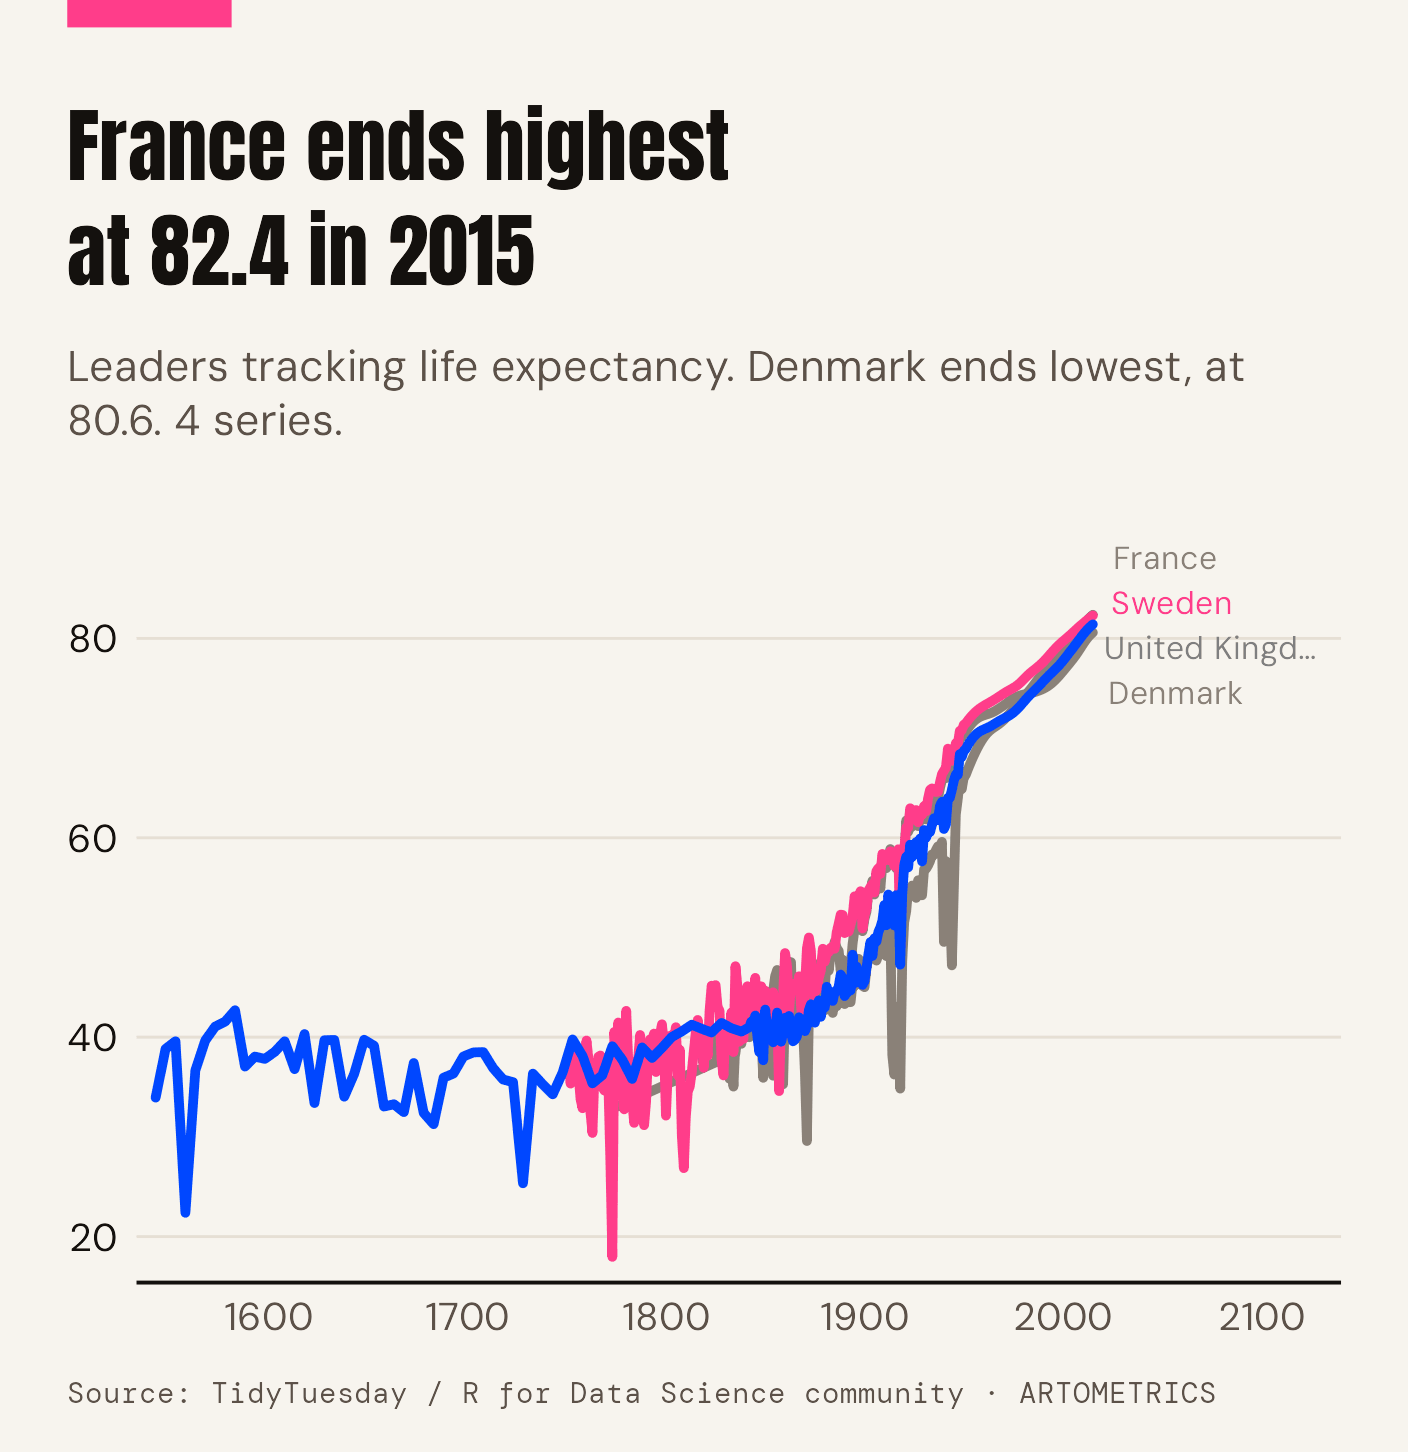 France ends highest
at 82.4 in 2015
Leaders tracking life expectancy. Denmark ends lowest, at
80.6. 4 series.
France
Sweden
United Kingd…
Denmark
80
60
40
20
1600 1700 1800 1900 2000 2100
Source: TidyTuesday / R for Data Science community · ARTOMETRICS